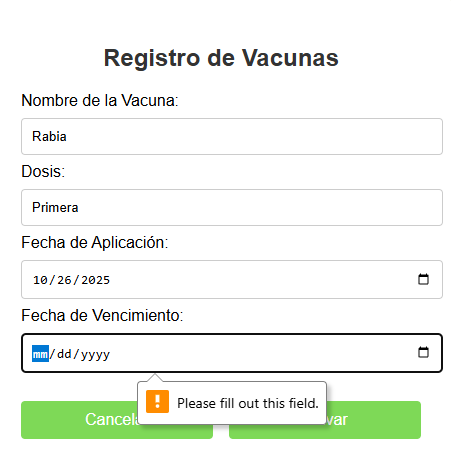 Registro de Vacunas
Nombre de la Vacuna:
Rabia
Dosis:
Primera
Fecha de Aplicación:
10/26/2025
Fecha de Vencimiento:
mm/dd/yyyy
Please fill out this field.